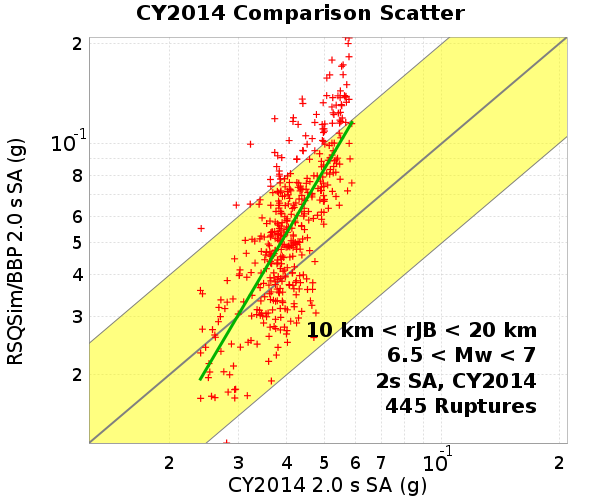 CY2014 Comparison Scatter
RSQSim/BBP 2.0 s SA (g)
2
10-1
8
6
5
4
3
2
10 km < rJB < 20 km
6.5 < Mw < 7
2s SA, CY2014
445 Ruptures
2 3 4 5 6 7 10-1 2
CY2014 2.0 s SA (g)